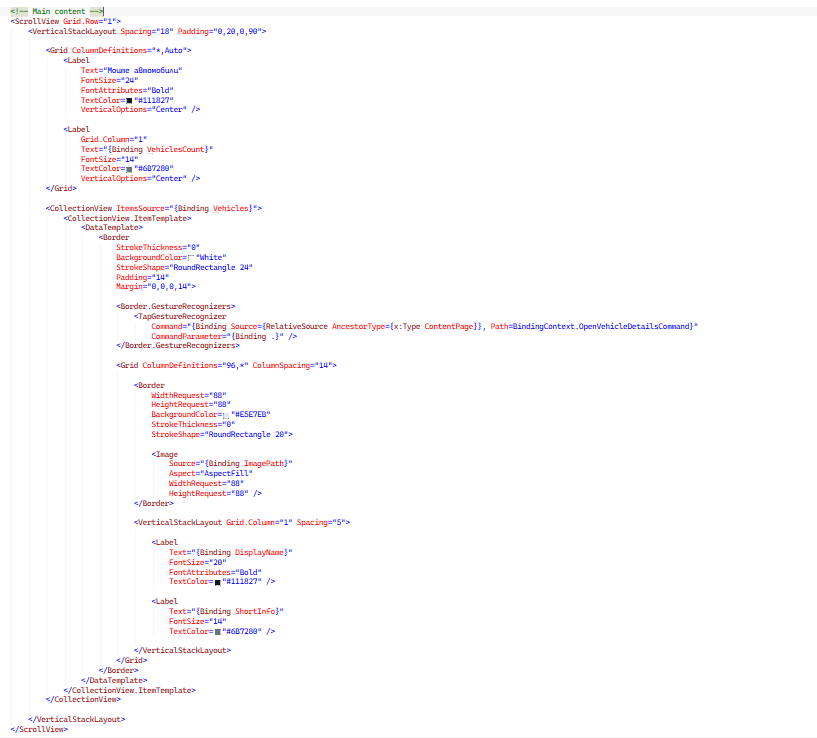 <!-- Main content -->
<ScrollView Grid.Row="1">
<VerticalStackLayout Spacing="18" Padding="0,20,0,90">
<Grid ColumnDefinitions="*,Auto">
<Label
Text="Моите автомобили"
FontSize="24"
FontAttributes="Bold"
TextColor="#111827"
VerticalOptions="Center" />
<Label
Grid.Column="1"
Text="{Binding VehiclesCount}"
FontSize="14"
TextColor="#6B7280"
VerticalOptions="Center" />
</Grid>
<CollectionView ItemsSource="{Binding Vehicles}">
<CollectionView.ItemTemplate>
<DataTemplate>
<Border
StrokeThickness="0"
BackgroundColor="White"
StrokeShape="RoundRectangle 24"
Padding="14"
Margin="0,0,0,14">
<Border.GestureRecognizers>
<TapGestureRecognizer
Command="{Binding Source={RelativeSource AncestorType={x:Type ContentPage}}, Path=BindingContext.OpenVehicleDetailsCommand}"
CommandParameter="{Binding .}" />
</Border.GestureRecognizers>
<Grid ColumnDefinitions="96,*" ColumnSpacing="14">
<Border
WidthRequest="88"
HeightRequest="88"
BackgroundColor="#E5E7EB"
StrokeThickness="0"
StrokeShape="RoundRectangle 20">
<Image
Source="{Binding ImagePath}"
Aspect="AspectFill"
WidthRequest="88"
HeightRequest="88" />
</Border>
<VerticalStackLayout Grid.Column="1" Spacing="5">
<Label
Text="{Binding DisplayName}"
FontSize="20"
FontAttributes="Bold"
TextColor="#111827" />
<Label
Text="{Binding ShortInfo}"
FontSize="14"
TextColor="#6B7280" />
</VerticalStackLayout>
</Grid>
</Border>
</DataTemplate>
</CollectionView.ItemTemplate>
</CollectionView>
</VerticalStackLayout>
</ScrollView>